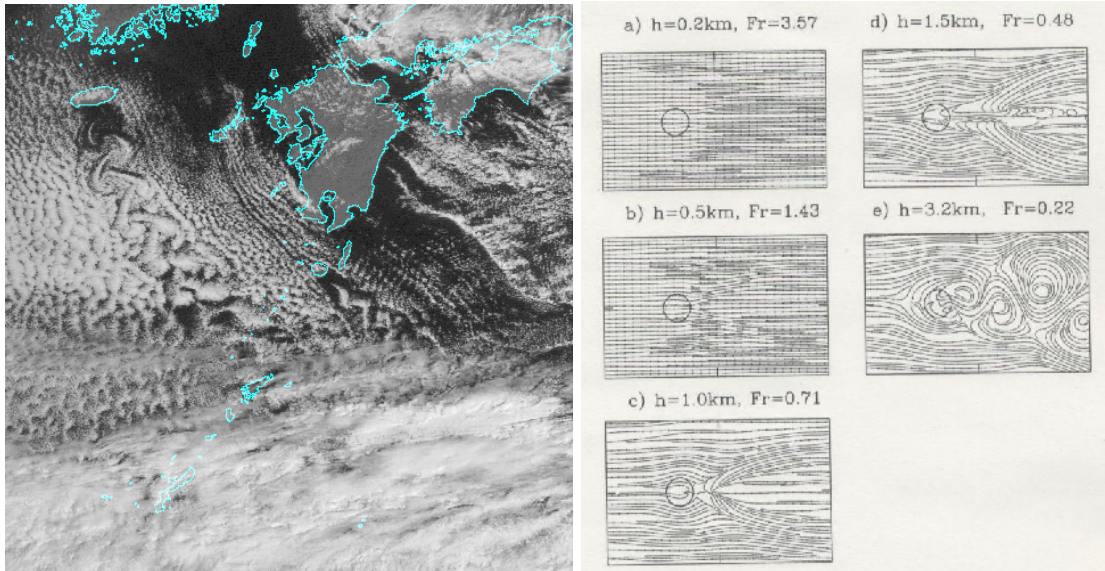 a) h=0.2km, Fr=3.57
b) h=0.5km, Fr=1.43
c) h=1.0km, Fr=0.71
d) h=1.5km, Fr=0.48
e) h=3.2km, Fr=0.22